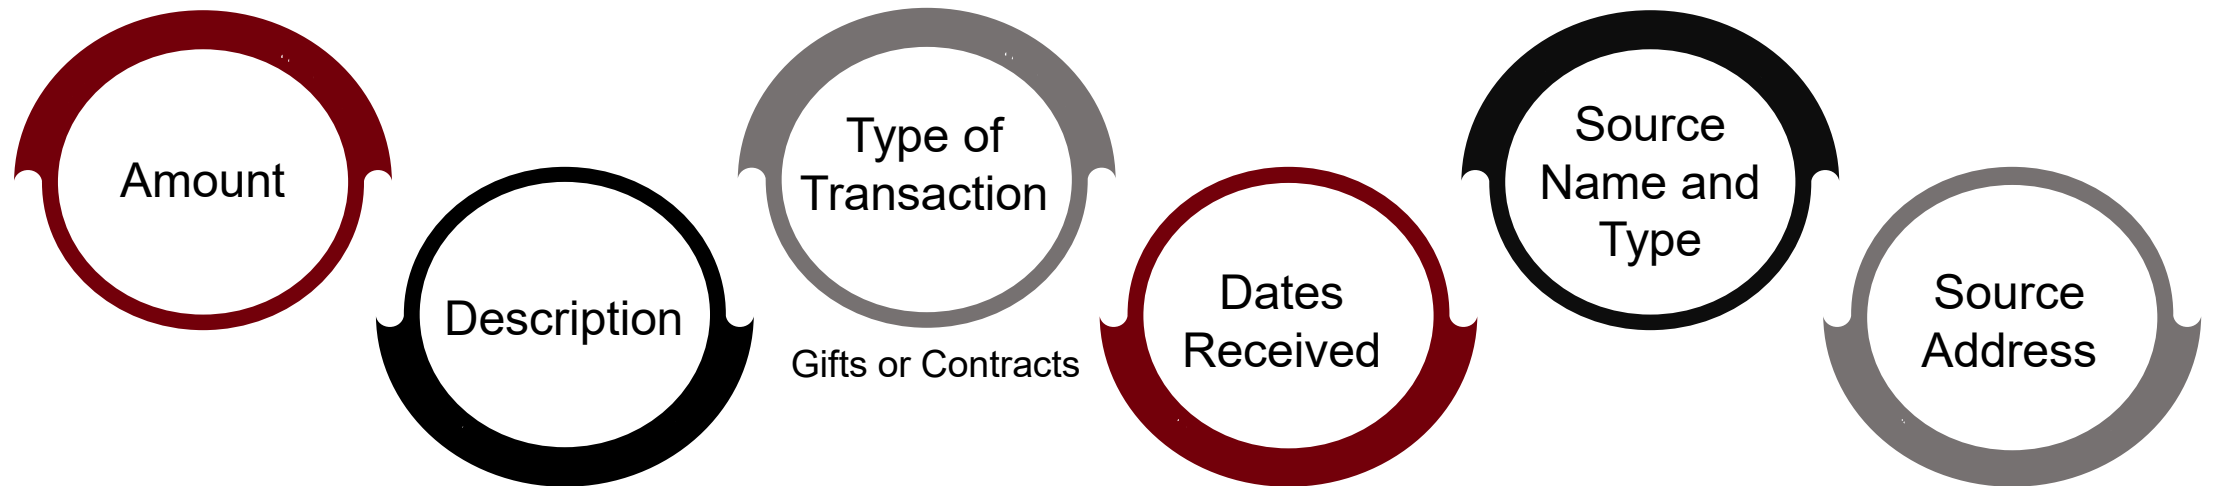 Amount
Description
Type of
Transaction
Gifts or Contracts
Dates
Received
Source
Name and
Type
Source
Address